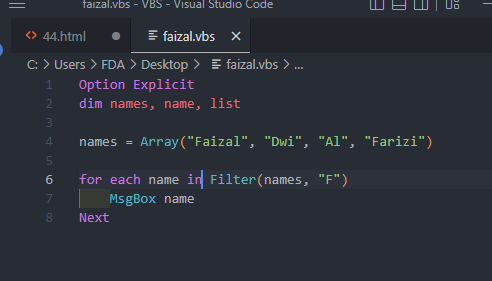 faizal.vbs - VBS - Visual Studio Code
44.html faizal.vbs
C: > Users > FDA > Desktop > faizal.vbs > ...
1 Option Explicit
2 dim names, name, list
3
4 names = Array("Faizal", "Dwi", "Al", "Farizi")
5
6 for each name in Filter(names, "F")
7 MsgBox name
8 Next